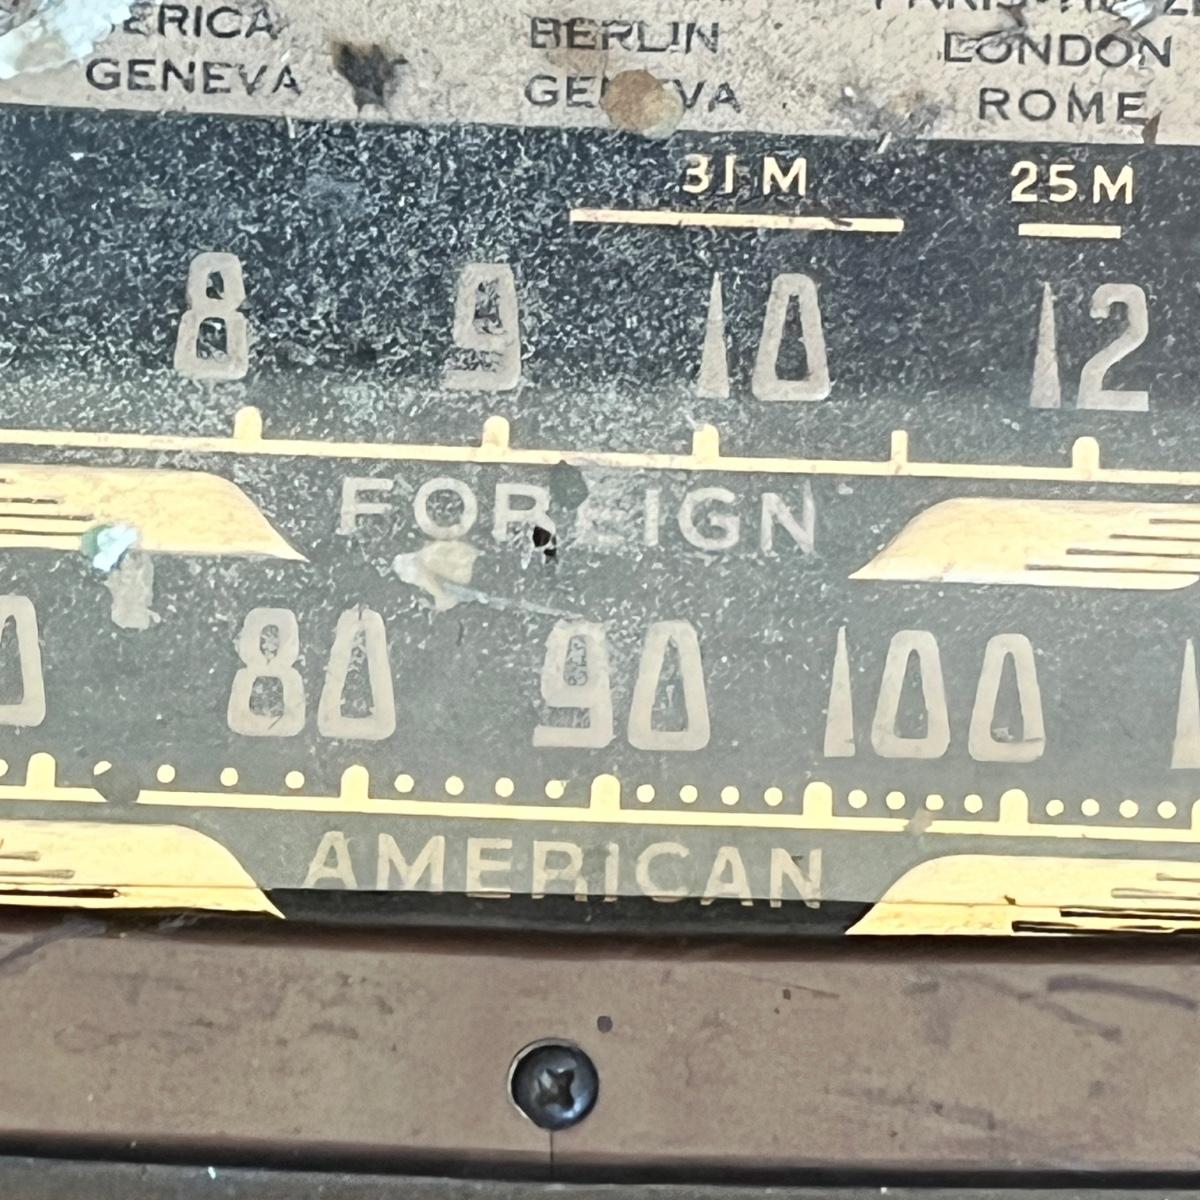 LONDON
BERLIN
GENEVA
GENEVA
ROME
31 M
25 M
8 9 10 12
FOREIGN
80 90 100
AMERICAN